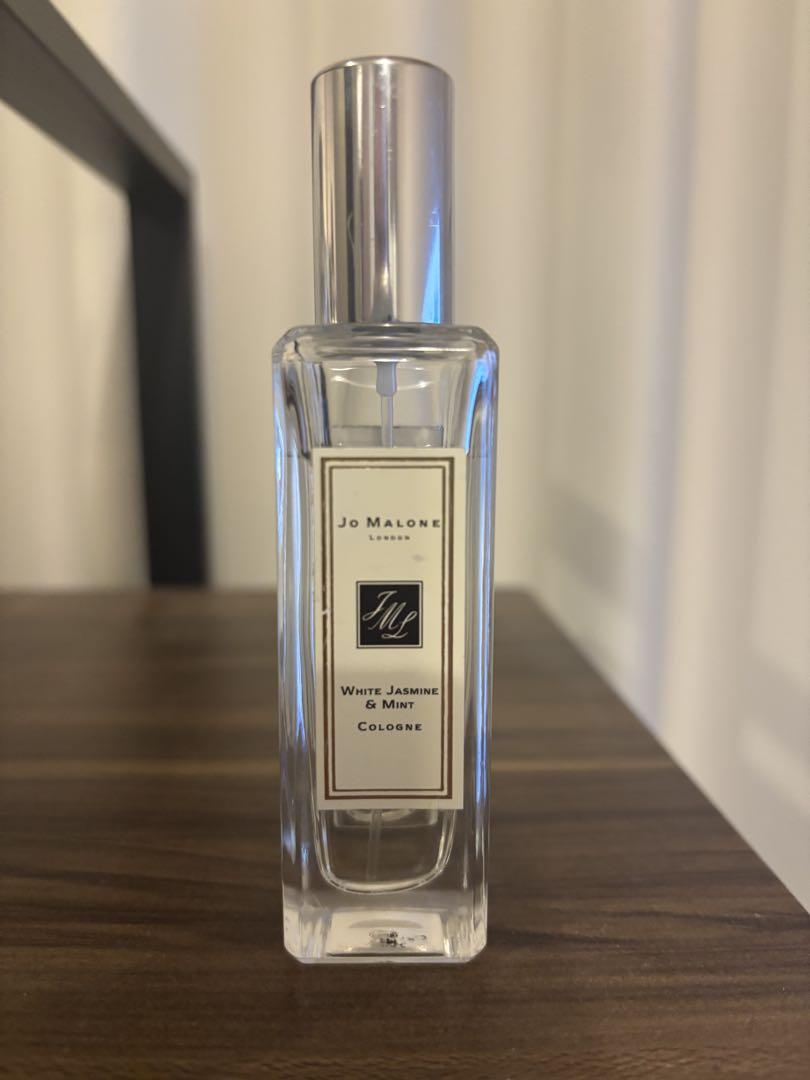 Jo Malone
London
JML
White Jasmine
& Mint
Cologne